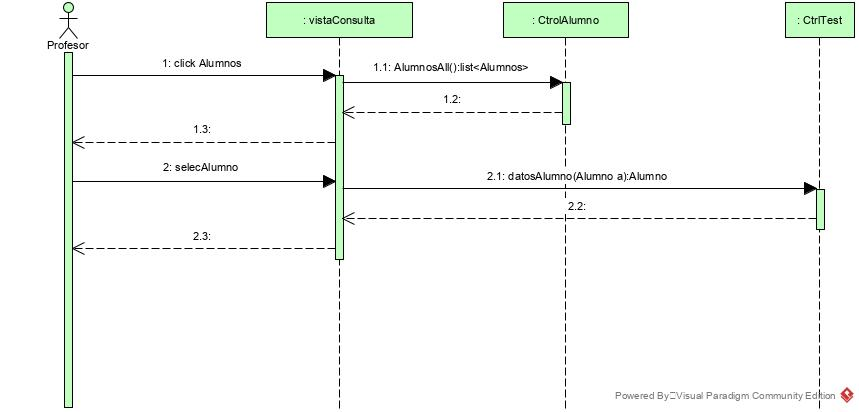 Profesor
: vistaConsulta
: CtrolAlumno
: CtrlTest
1: click Alumnos
1.1: AlumnosAll():list<Alumnos>
1.2:
1.3:
2: selecAlumno
2.1: datosAlumno(Alumno a):Alumno
2.2:
2.3:
Powered By Visual Paradigm Community Edition